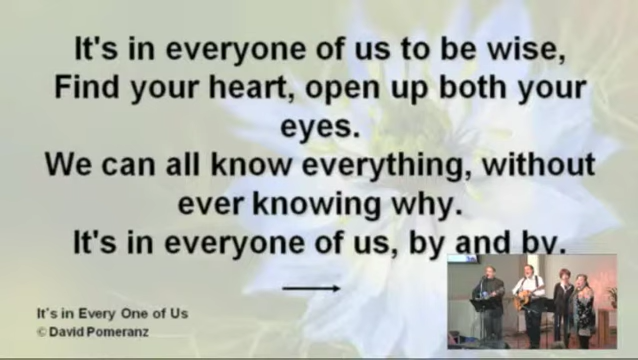 It's in everyone of us to be wise,
Find your heart, open up both your
eyes.
We can all know everything, without
ever knowing why.
It's in everyone of us, by and by.
It's in Every One of Us
© David Pomeranz